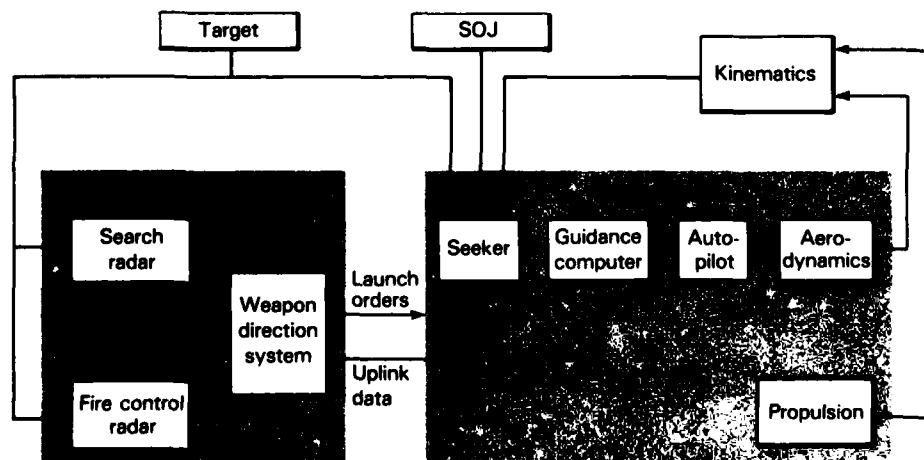 Target
SOJ
Kinematics
Search
radar
Weapon
direction
system
Fire control
radar
Launch
orders
Uplink
data
Seeker
Guidance
computer
Auto-
pilot
Aero-
dynamics
Propulsion